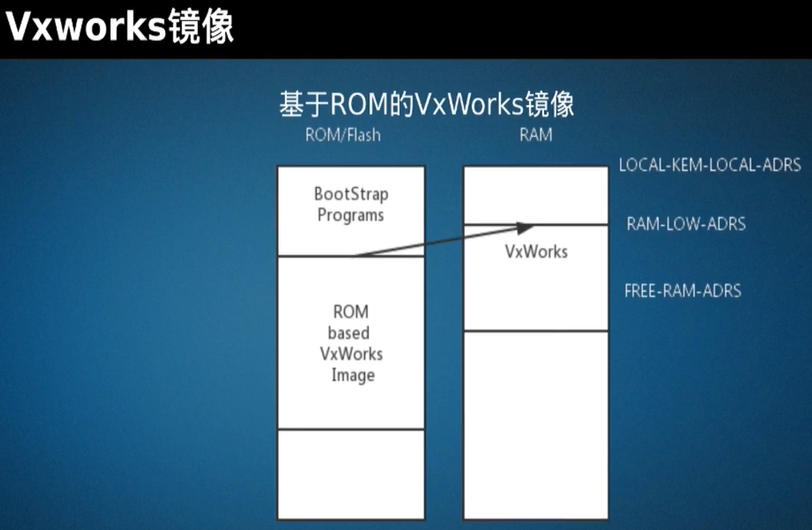 Vxworks镜像
基于ROM的VxWorks镜像
ROM/Flash
RAM
BootStrap
Programs
ROM
based
VxWorks
Image
VxWorks
LOCAL-KEM-LOCAL-ADRS
RAM-LOW-ADRS
FREE-RAM-ADRS